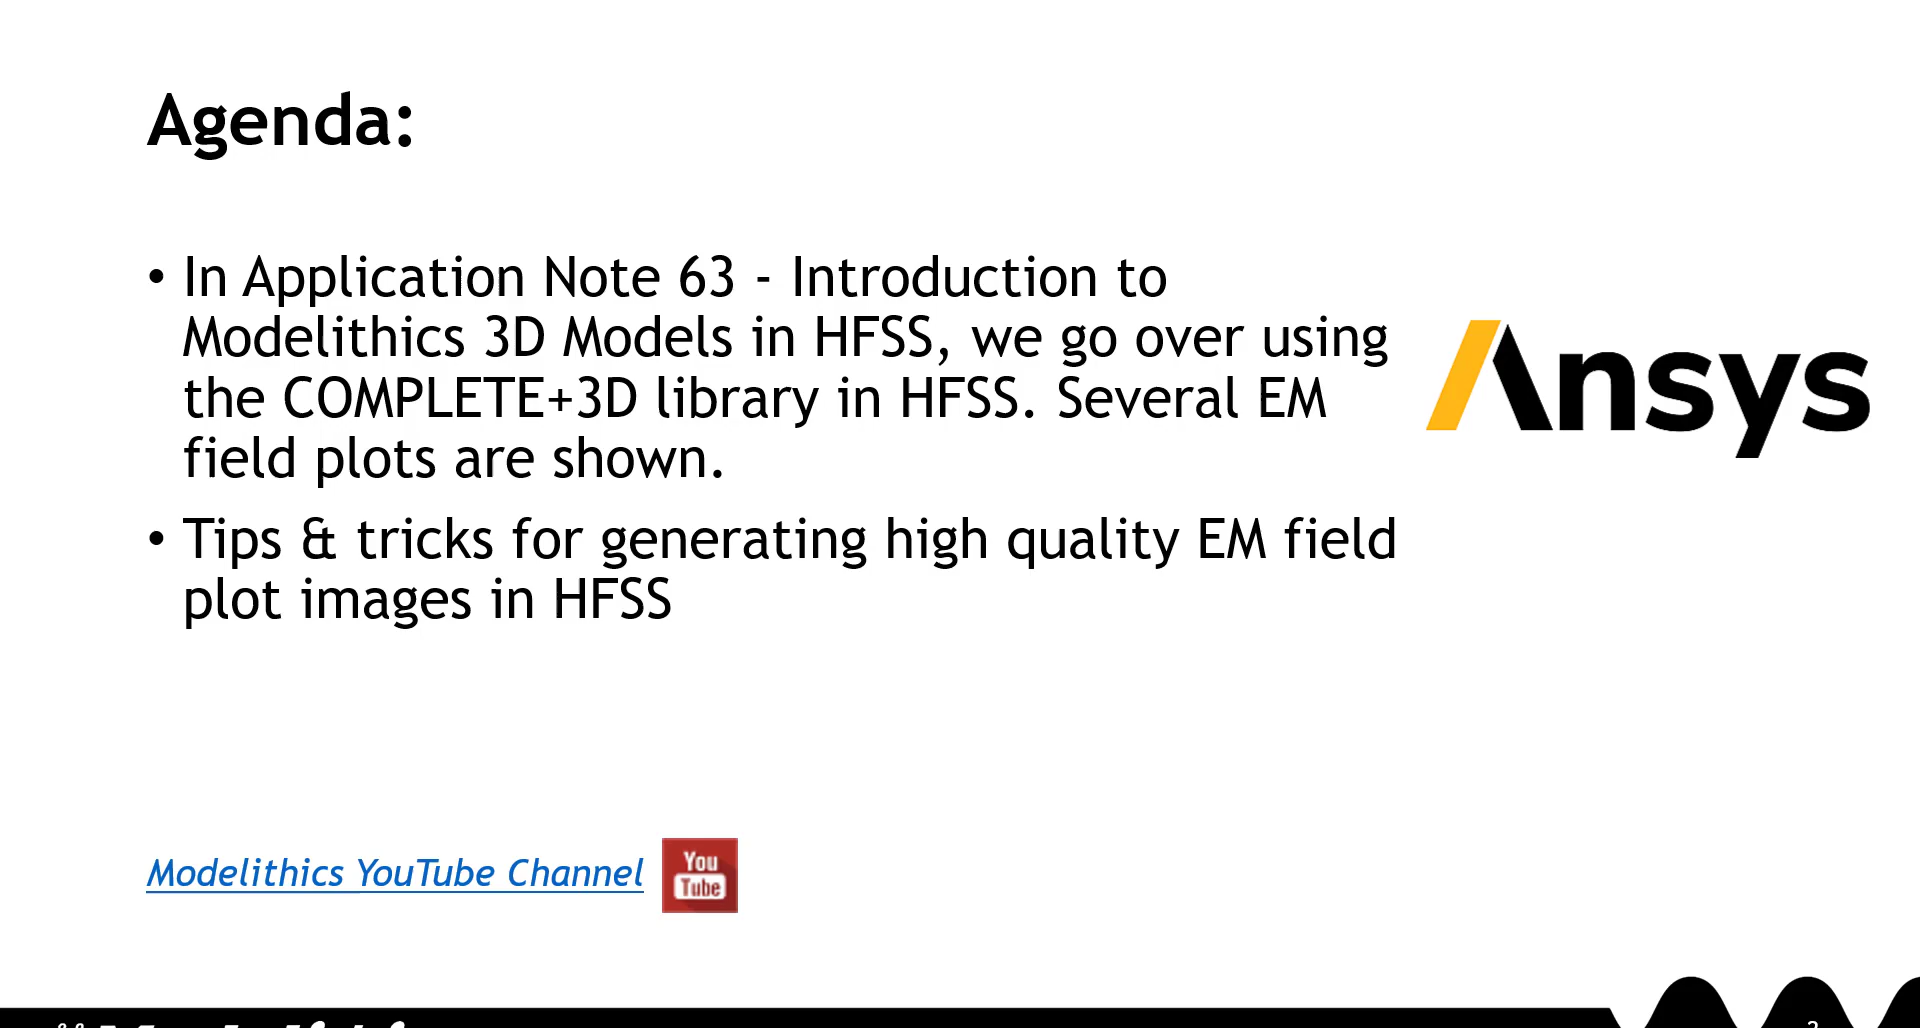 Agenda:
• In Application Note 63 - Introduction to
Modelithics 3D Models in HFSS, we go over using
the COMPLETE+3D library in HFSS. Several EM
field plots are shown.
Ansys
• Tips & tricks for generating high quality EM field
plot images in HFSS
Modelithics YouTube Channel
You
Tube